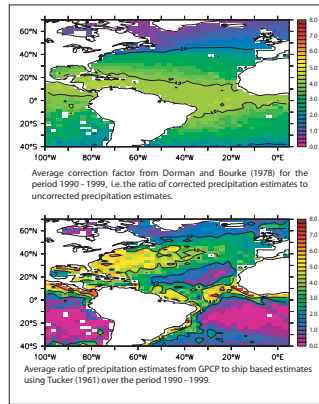 60°N
40°N
20°N
0°N
20°S
40°S
100°W 80°W 60°W 40°W 20°W 0°E
8.0
7.0
6.0
5.0
4.0
3.0
2.0
1.0
0.0
Average correction factor from Dorman and Bourke (1978) for the
period 1990 - 1999, i.e. the ratio of corrected precipitation estimates to
uncorrected precipitation estimates.
60°N
40°N
20°N
0°N
20°S
40°S
100°W 80°W 60°W 40°W 20°W 0°E
8.0
7.0
6.0
5.0
4.0
3.0
2.0
1.0
0.0
Average ratio of precipitation estimates from GPCP to ship based estimates
using Tucker (1961) over the period 1990 - 1999.